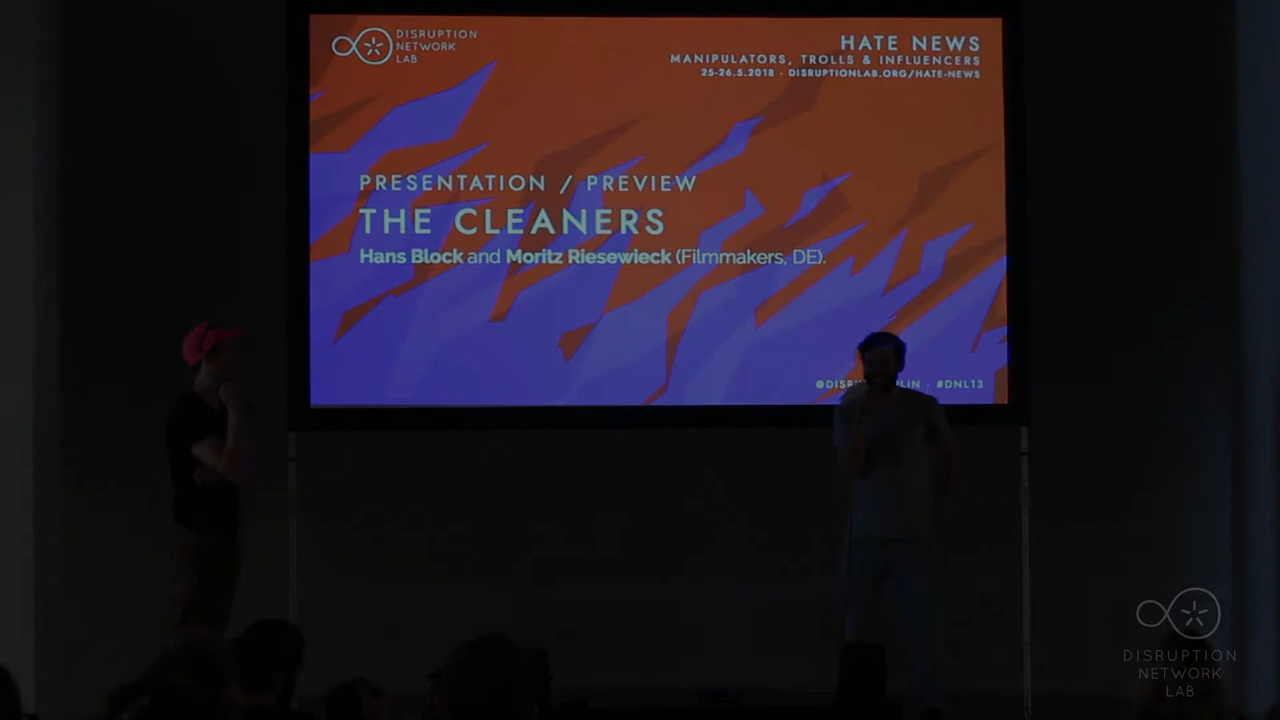 DISRUPTION
NETWORK
LAB
HATE NEWS
MANIPULATORS, TROLLS & INFLUENCERS
25-26.5.2018 · DISRUPTIONLAB.ORG/HATE-NEWS
PRESENTATION / PREVIEW
THE CLEANERS
Hans Block and Moritz Riesewieck (Filmmakers, DE).
#DNL13
DISRUPTION
NETWORK
LAB